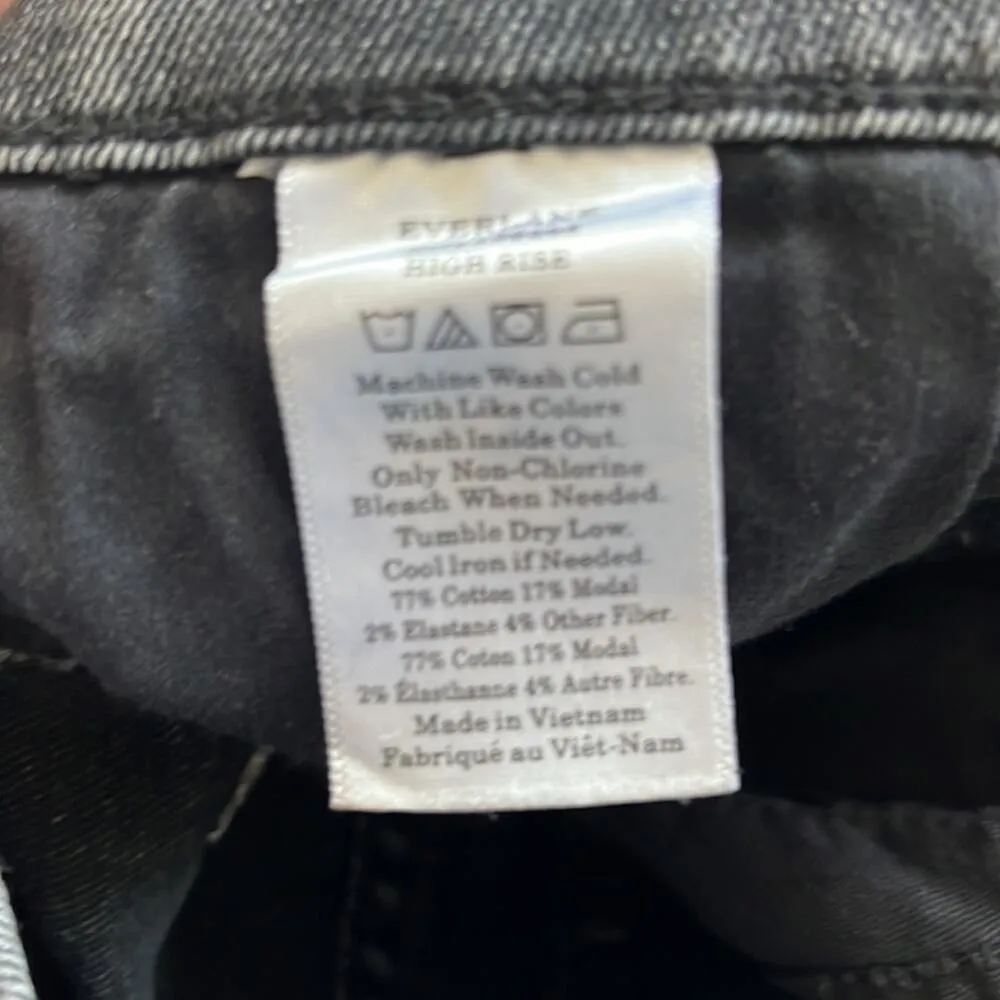 EVERLANE
HIGH RISE
Machine Wash Cold
With Like Colors
Wash Inside Out.
Only Non-Chlorine
Bleach When Needed.
Tumble Dry Low.
Cool Iron if Needed.
77% Cotton 17% Modal
2% Elastane 4% Other Fiber.
77% Coton 17% Modal
2% Élasthanne 4% Autre Fibre.
Made in Vietnam
Fabriqué au Viêt-Nam